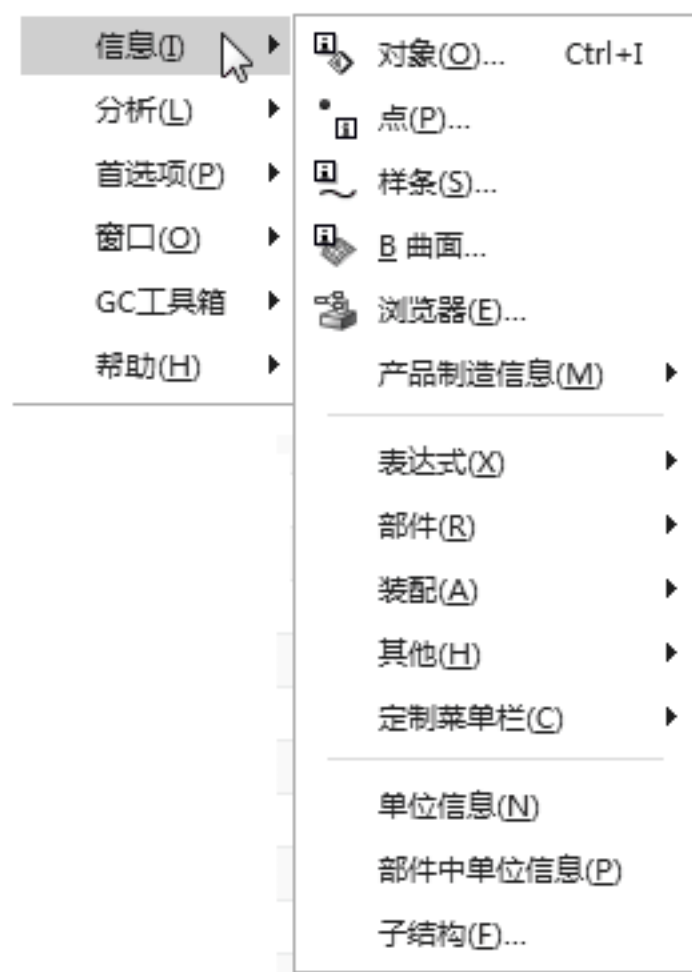 信息(I)
分析(L)
首选项(P)
窗口(O)
GC工具箱
帮助(H)
对象(O)... Ctrl+I
点(P)...
样条(S)...
B 曲面...
浏览器(E)...
产品制造信息(M)
表达式(X)
部件(R)
装配(A)
其他(H)
定制菜单栏(C)
单位信息(N)
部件中单位信息(P)
子结构(F)...